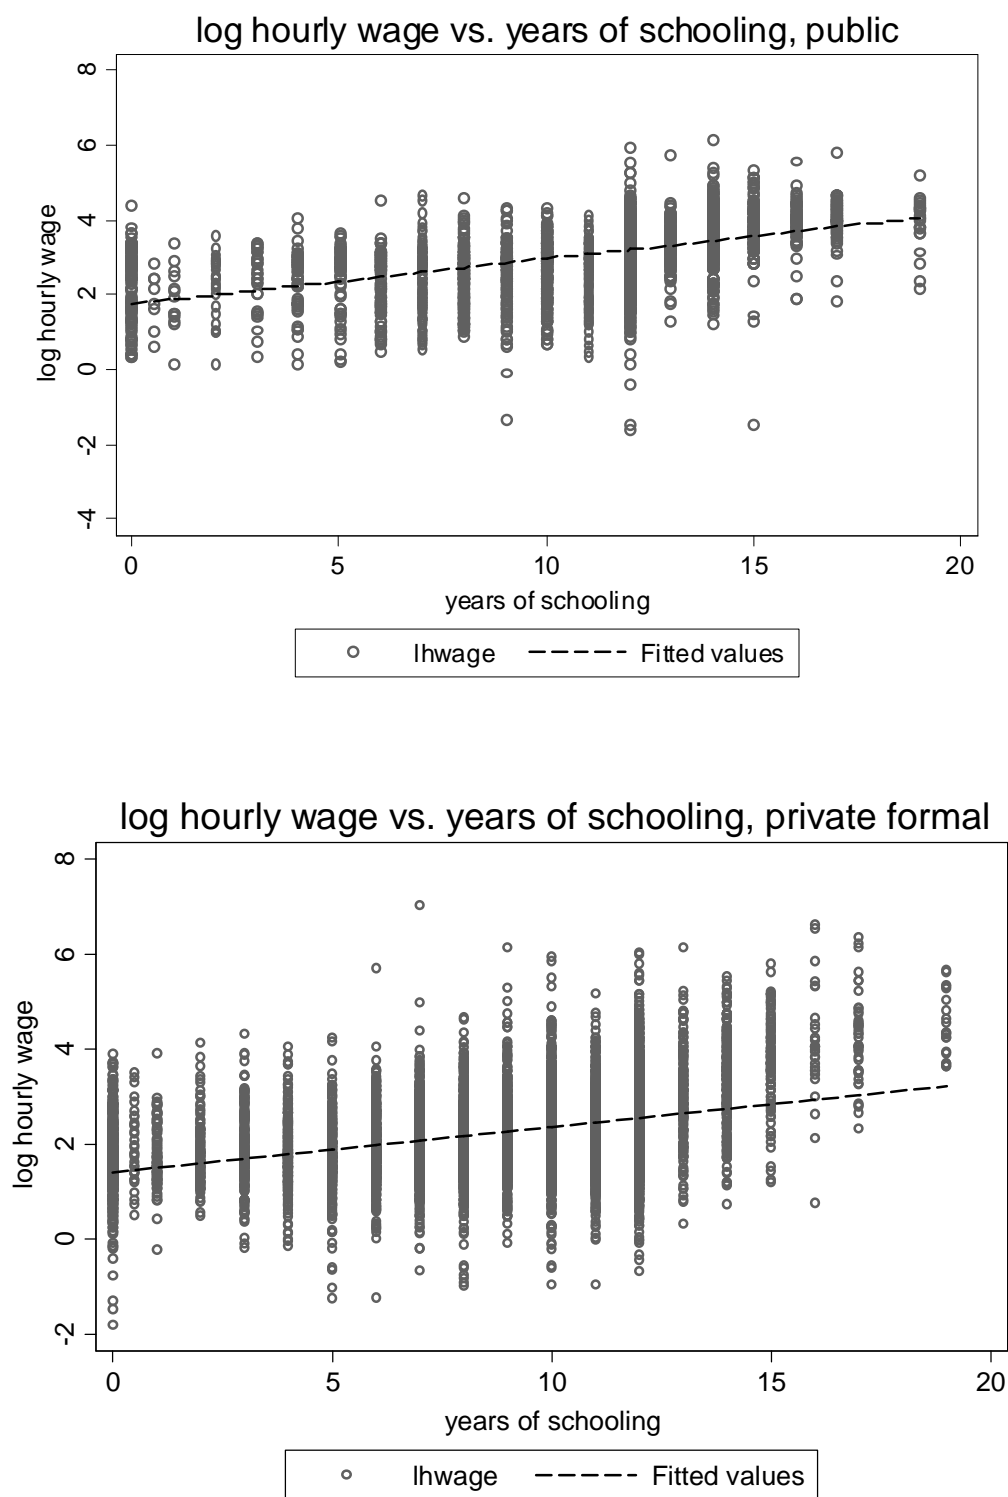 log hourly wage vs. years of schooling, public
8
6
4
2
0
-2
-4
log hourly wage
0 5 10 15 20
years of schooling
lhwage Fitted values
log hourly wage vs. years of schooling, private formal
8
6
4
2
0
-2
log hourly wage
0 5 10 15 20
years of schooling
lhwage Fitted values